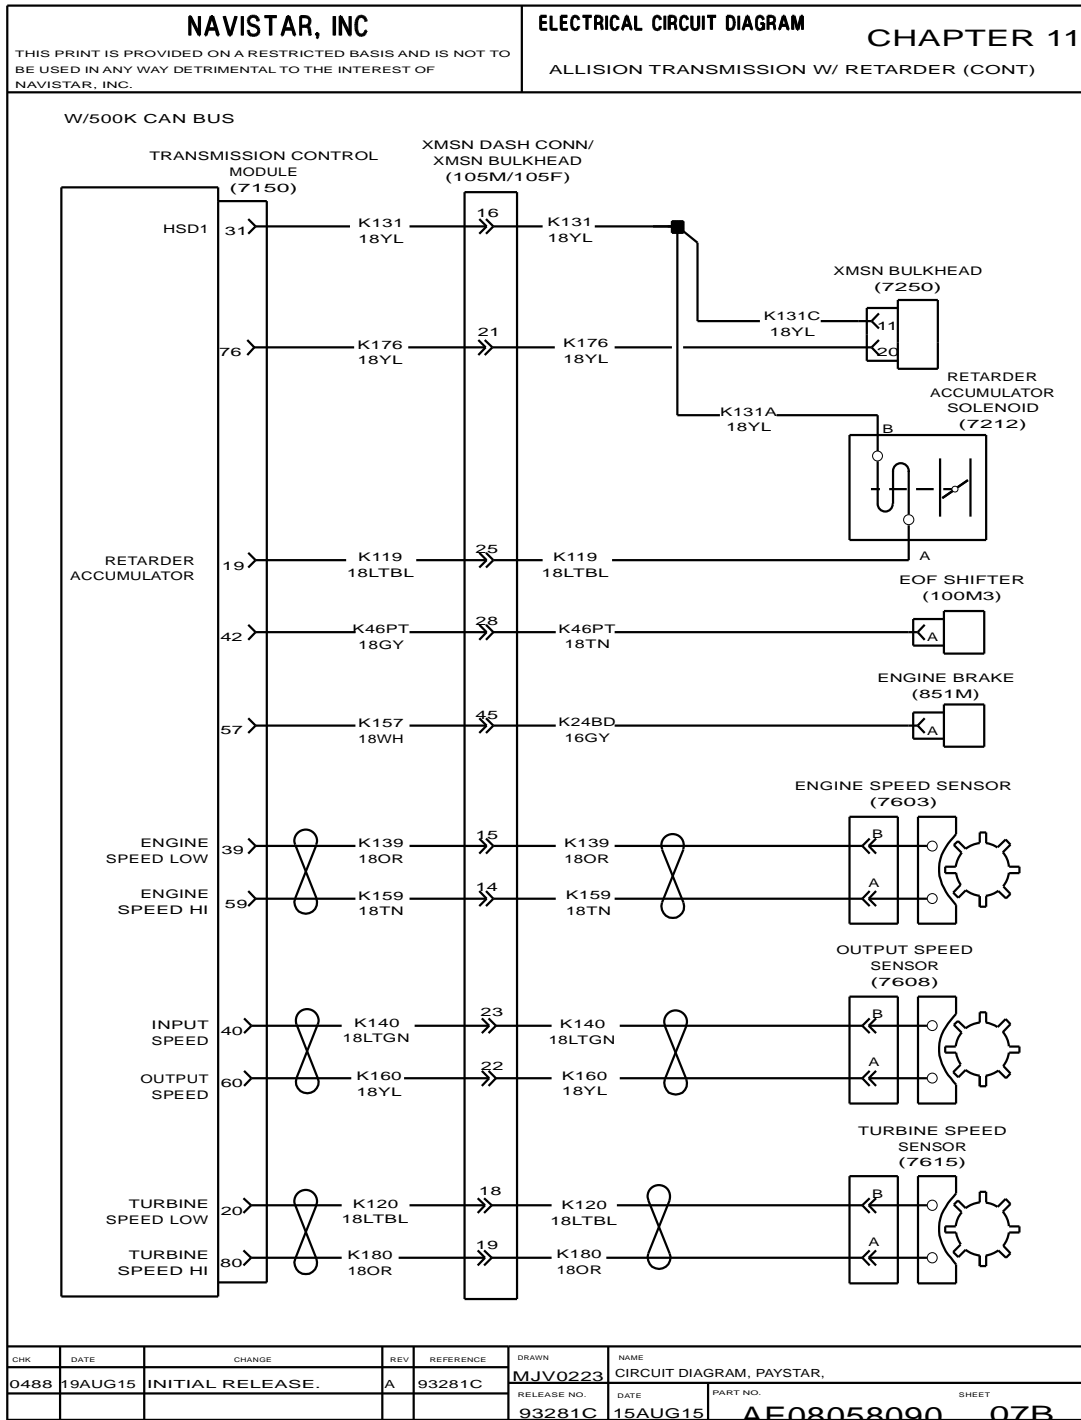 NAVISTAR, INC
THIS PRINT IS PROVIDED ON A RESTRICTED BASIS AND IS NOT TO
BE USED IN ANY WAY DETRIMENTAL TO THE INTEREST OF
NAVISTAR, INC.
ELECTRICAL CIRCUIT DIAGRAM
CHAPTER 11
ALLISION TRANSMISSION W/ RETARDER (CONT)
W/500K CAN BUS
TRANSMISSION CONTROL
MODULE
(7150)
XMSN DASH CONN/
XMSN BULKHEAD
(105M/105F)
HSD1 31 K131 16 K131
18YL 18YL
XMSN BULKHEAD
(7250)
K131C 11
18YL
76 K176 21 K176 20
18YL 18YL
RETARDER
ACCUMULATOR
SOLENOID
(7212)
K131A
18YL
B
RETARDER
ACCUMULATOR
19 K119 25 K119 A
18LTBL 18LTBL
EOF SHIFTER
(100M3)
42 K46PT 28 K46PT A
18GY 18TN
ENGINE BRAKE
(851M)
57 K157 45 K24BD A
18WH 16GY
ENGINE SPEED SENSOR
(7603)
ENGINE
SPEED LOW
39 K139 15 K139 B
18OR 18OR
ENGINE
SPEED HI
59 K159 14 K159 A
18TN 18TN
OUTPUT SPEED
SENSOR
(7608)
INPUT
SPEED
40 K140 23 K140 B
18LTGN 18LTGN
OUTPUT
SPEED
60 K160 22 K160 A
18YL 18YL
TURBINE SPEED
SENSOR
(7615)
TURBINE
SPEED LOW
20 K120 18 K120 B
18LTBL 18LTBL
TURBINE
SPEED HI
80 K180 19 K180 A
18OR 18OR
CHK DATE CHANGE REV REFERENCE
0488 19AUG15 INITIAL RELEASE. A 93281C
DRAWN
MJV0223
NAME
CIRCUIT DIAGRAM, PAYSTAR,
RELEASE NO.
93281C
DATE
15AUG15
PART NO.
AE08058090
SHEET
07B